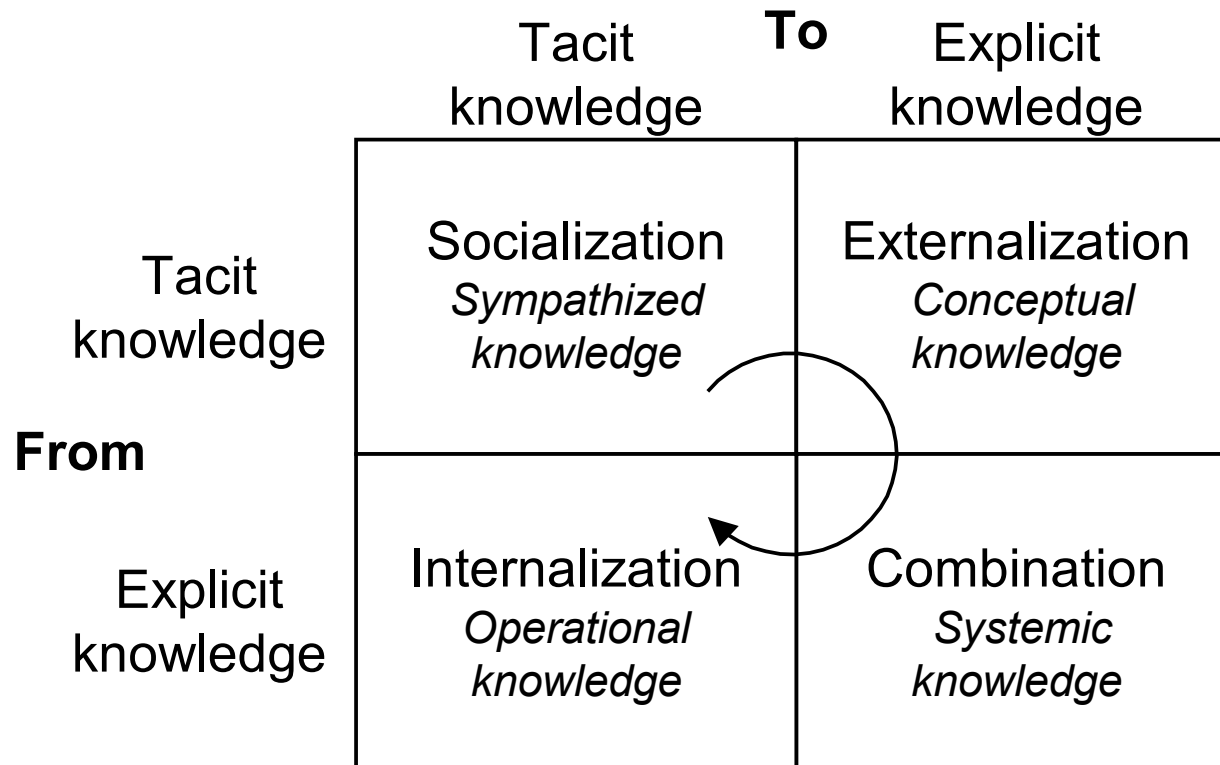 To
Tacit
knowledge
Explicit
knowledge
From
Tacit
knowledge
Socialization
Sympathized
knowledge
Externalization
Conceptual
knowledge
Explicit
knowledge
Internalization
Operational
knowledge
Combination
Systemic
knowledge